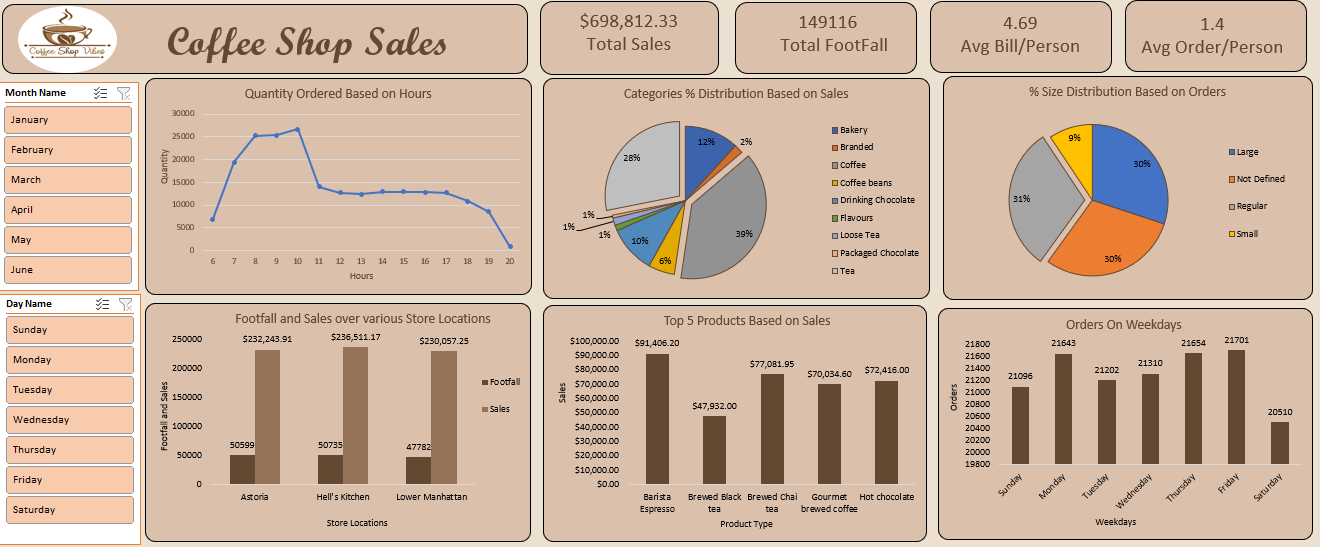 Coffee Shop Vibes
Coffee Shop Sales
$698,812.33
Total Sales
149116
Total FootFall
4.69
Avg Bill/Person
1.4
Avg Order/Person
Month Name
January
February
March
April
May
June
Day Name
Sunday
Monday
Tuesday
Wednesday
Thursday
Friday
Saturday
Quantity Ordered Based on Hours
Quantity
30000
25000
20000
15000
10000
5000
0
6 7 8 9 10 11 12 13 14 15 16 17 18 19 20
Hours
Categories % Distribution Based on Sales
12%
2%
39%
6%
10%
1%
1%
1%
28%
Bakery
Branded
Coffee
Coffee beans
Drinking Chocolate
Flavours
Loose Tea
Packaged Chocolate
Tea
% Size Distribution Based on Orders
30%
30%
31%
9%
Large
Not Defined
Regular
Small
Footfall and Sales over various Store Locations
Footfall and Sales
250000
200000
150000
100000
50000
0
$232,243.91 $236,511.17 $230,057.25
50599 50735 47782
Astoria Hell's Kitchen Lower Manhattan
Store Locations
Footfall
Sales
Top 5 Products Based on Sales
Sales
$100,000.00
$90,000.00
$80,000.00
$70,000.00
$60,000.00
$50,000.00
$40,000.00
$30,000.00
$20,000.00
$10,000.00
$0.00
$91,406.20
$47,932.00
$77,081.95
$70,034.60
$72,416.00
Barista Brewed Black Brewed Chai Gourmet Hot chocolate
Espresso tea tea brewed coffee
Product Type
Orders On Weekdays
Orders
21800
21600
21400
21200
21000
20800
20600
20400
20200
20000
19800
21096
21643
21202
21310
21654
21701
20510
Sunday Monday Tuesday Wednesday Thursday Friday Saturday
Weekdays